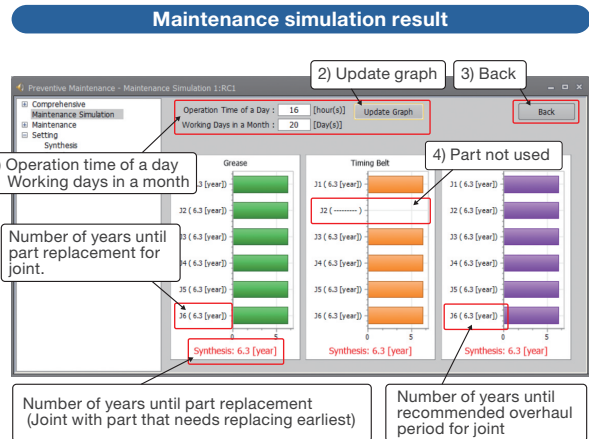 Maintenance simulation result
2) Update graph
3) Back
Preventive Maintenance - Maintenance Simulation 1:RC1
Comprehensive
Maintenance Simulation
Maintenance
Setting
Synthesis
Operation Time of a Day : 16 [hour(s)]
Working Days in a Month : 20 [Day(s)]
Update Graph
Back
) Operation time of a day
Working days in a month
4) Part not used
Grease
J1 ( 6.3 [year])
J2 ( 6.3 [year])
J3 ( 6.3 [year])
J4 ( 6.3 [year])
J5 ( 6.3 [year])
J6 ( 6.3 [year])
0 5
Synthesis: 6.3 [year]
Timing Belt
J1 ( 6.3 [year])
J2 ( --------- )
J3 ( 6.3 [year])
J4 ( 6.3 [year])
J5 ( 6.3 [year])
J6 ( 6.3 [year])
0 5
Synthesis: 6.3 [year]
J1 ( 6.3 [year])
J2 ( 6.3 [year])
J3 ( 6.3 [year])
J4 ( 6.3 [year])
J5 ( 6.3 [year])
J6 ( 6.3 [year])
0 5
Synthesis: 6.3 [year]
Number of years until
part replacement for
joint.
Number of years until part replacement
(Joint with part that needs replacing earliest)
Number of years until
recommended overhaul
period for joint